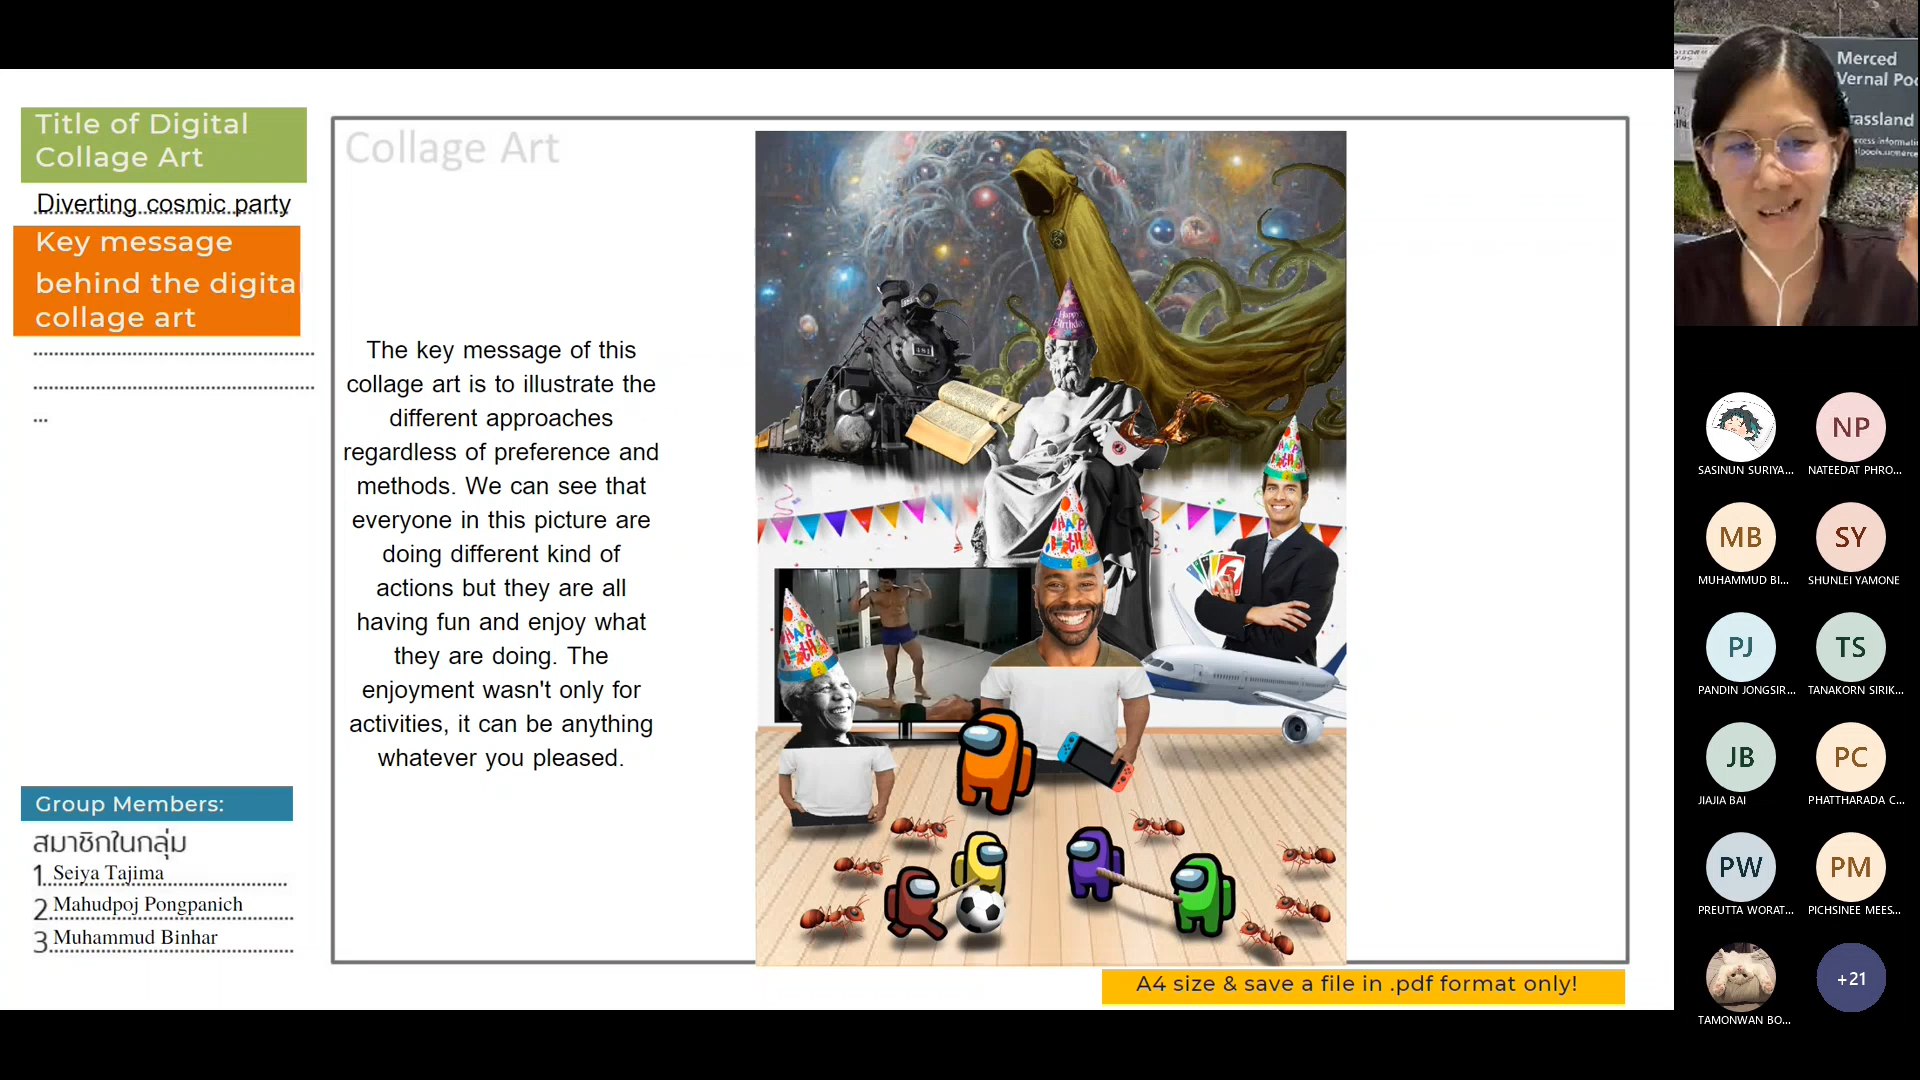 Title of Digital
Collage Art
Diverting cosmic party
Key message
behind the digital
collage art
...
Group Members:
สมาชิกในกลุ่ม
1 Seiya Tajima
2 Mahudpoj Pongpanich
3 Muhammud Binhar
Collage Art
The key message of this
collage art is to illustrate the
different approaches
regardless of preference and
methods. We can see that
everyone in this picture are
doing different kind of
actions but they are all
having fun and enjoy what
they are doing. The
enjoyment wasn't only for
activities, it can be anything
whatever you pleased.
481
Happy
Birthday
A4 size & save a file in .pdf format only!
Merced
Vernal Poo
rassland
SASINUN SURIYA...
NP
NATEEDAT PHRO...
MB
MUHAMMUD BI...
SY
SHUNLEI YAMONE
PJ
PANDIN JONGSIR...
TS
TANAKORN SIRIK...
JB
JIAJIA BAI
PC
PHATTHARADA C...
PW
PREUTTA WORAT...
PM
PICHSINEE MEES...
TAMONWAN BO...
+21